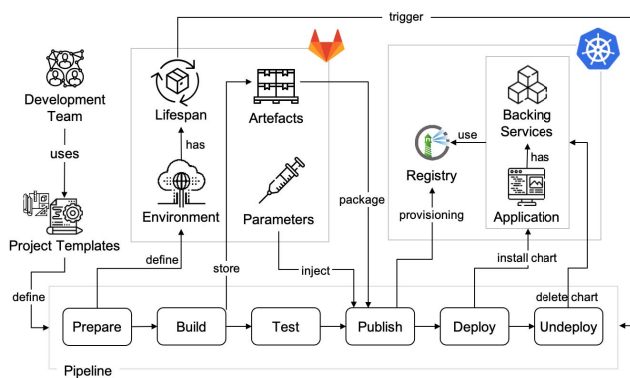 trigger
Development
Team
Lifespan
Artefacts
Backing
Services
uses
has
use
has
Registry
package
Environment
Parameters
provisioning
Application
Project Templates
define
store
inject
install chart
define
delete chart
Prepare
Build
Test
Publish
Deploy
Undeploy
Pipeline